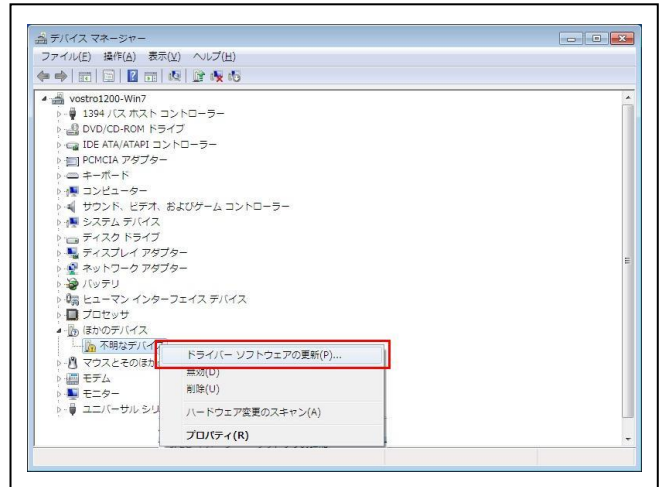 デバイス マネージャー
ファイル(F) 操作(A) 表示(V) ヘルプ(H)
vostro1200-Win7
1394 バス ホスト コントローラー
DVD/CD-ROM ドライブ
IDE ATA/ATAPI コントローラー
PCMCIA アダプター
キーボード
コンピューター
サウンド、ビデオ、およびゲーム コントローラー
システム デバイス
ディスク ドライブ
ディスプレイ アダプター
ネットワーク アダプター
バッテリ
ヒューマン インターフェイス デバイス
プロセッサ
ほかのデバイス
不明なデバイス
ドライバー ソフトウェアの更新(P)...
マウスとそのほか
無効(D)
モデム
削除(U)
モニター
ユニバーサル シリ
ハードウェア変更のスキャン(A)
プロパティ(R)